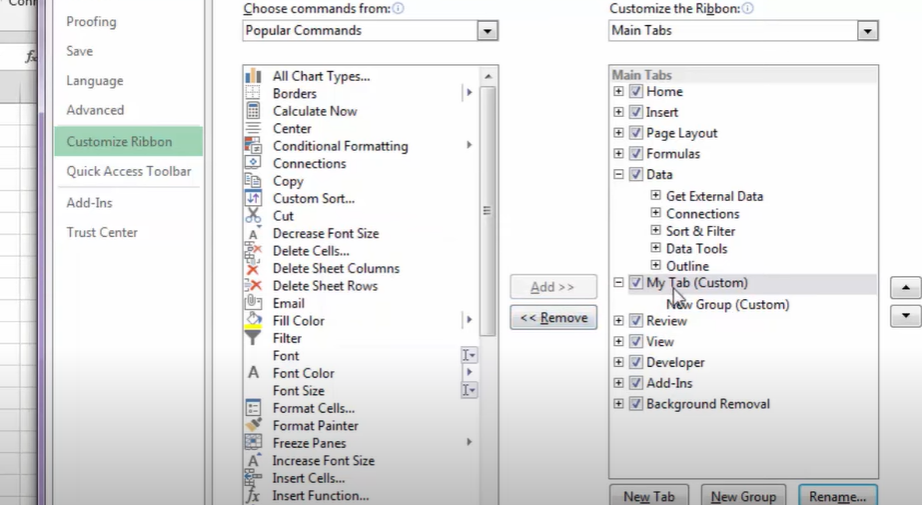 Proofing
Save
Language
Advanced
Customize Ribbon
Quick Access Toolbar
Add-Ins
Trust Center
Choose commands from:
Popular Commands
All Chart Types...
Borders
Calculate Now
Center
Conditional Formatting
Connections
Copy
Custom Sort...
Cut
Decrease Font Size
Delete Cells...
Delete Sheet Columns
Delete Sheet Rows
Email
Fill Color
Filter
Font
Font Color
Font Size
Format Cells...
Format Painter
Freeze Panes
Increase Font Size
Insert Cells...
Insert Function...
Add >>
<< Remove
Customize the Ribbon:
Main Tabs
Main Tabs
Home
Insert
Page Layout
Formulas
Data
Get External Data
Connections
Sort & Filter
Data Tools
Outline
My Tab (Custom)
New Group (Custom)
Review
View
Developer
Add-Ins
Background Removal
New Tab
New Group
Rename...